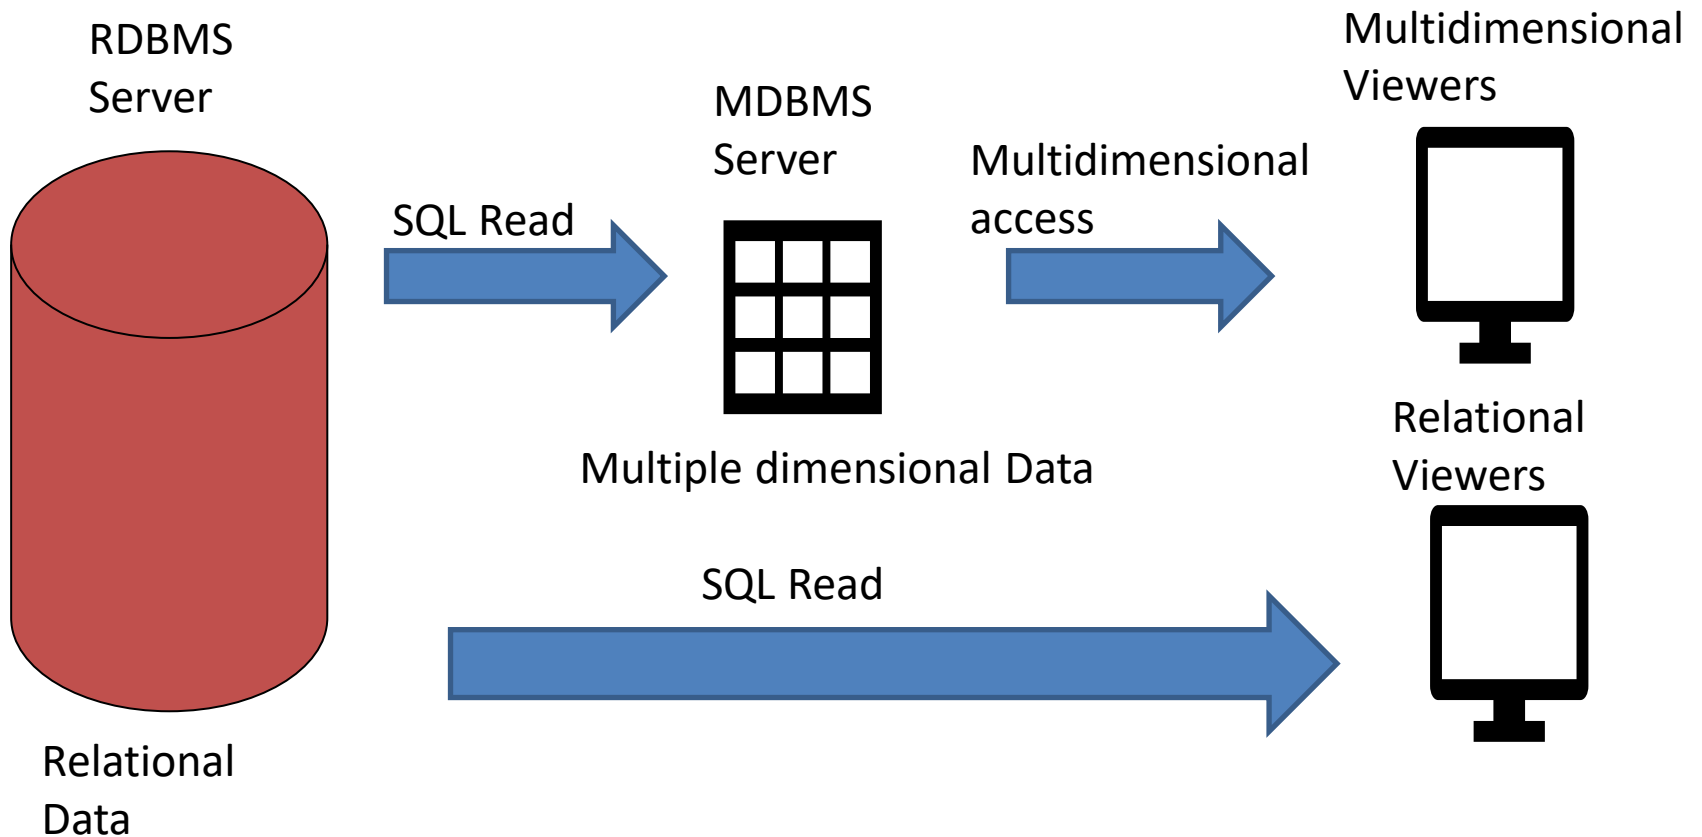 RDBMS
Server
MDBMS
Server
Multidimensional
Viewers
SQL Read
Multidimensional
access
Multiple dimensional Data
Relational
Viewers
SQL Read
Relational
Data